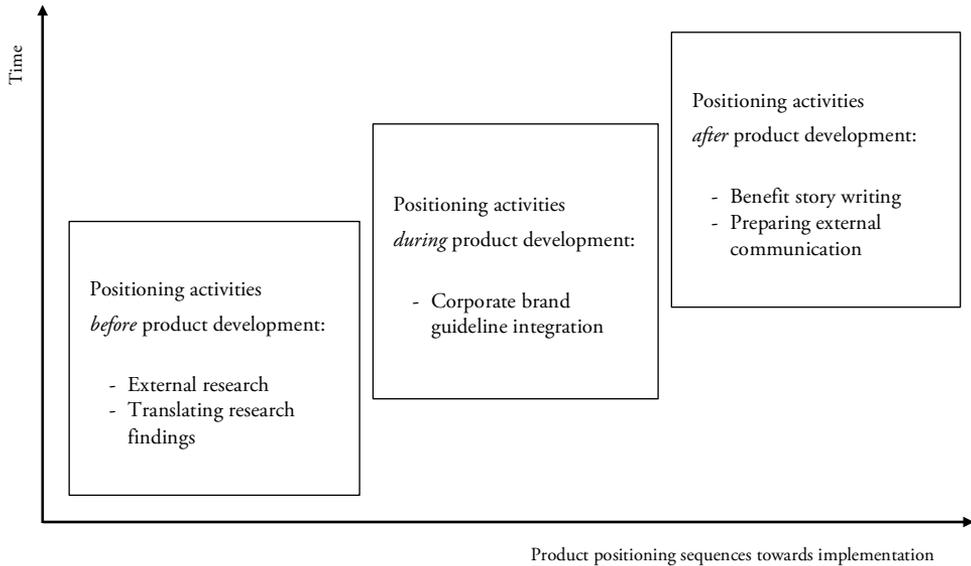 Time
Positioning activities
before product development:
- External research
- Translating research
findings
Positioning activities
during product development:
- Corporate brand
guideline integration
Positioning activities
after product development:
- Benefit story writing
- Preparing external
communication
Product positioning sequences towards implementation